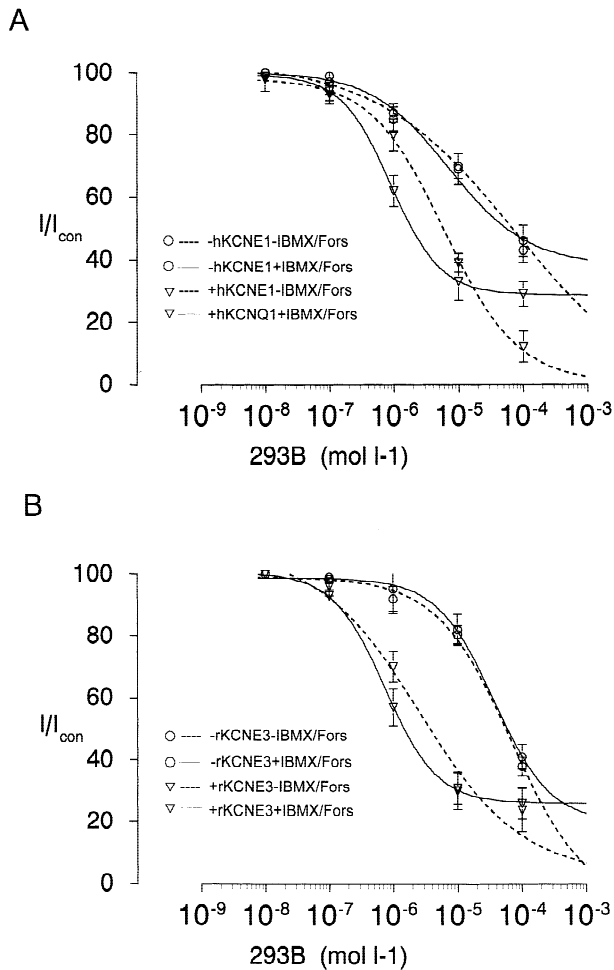 A
100
80
60
40
20
0
I/Icon
-hKCNE1-IBMX/Fors
-hKCNE1+IBMX/Fors
+hKCNE1-IBMX/Fors
+hKCNQ1+IBMX/Fors
10-9 10-8 10-7 10-6 10-5 10-4 10-3
293B (mol l-1)
B
100
80
60
40
20
0
I/Icon
-rKCNE3-IBMX/Fors
-rKCNE3+IBMX/Fors
+rKCNE3-IBMX/Fors
+rKCNE3+IBMX/Fors
10-9 10-8 10-7 10-6 10-5 10-4 10-3
293B (mol l-1)